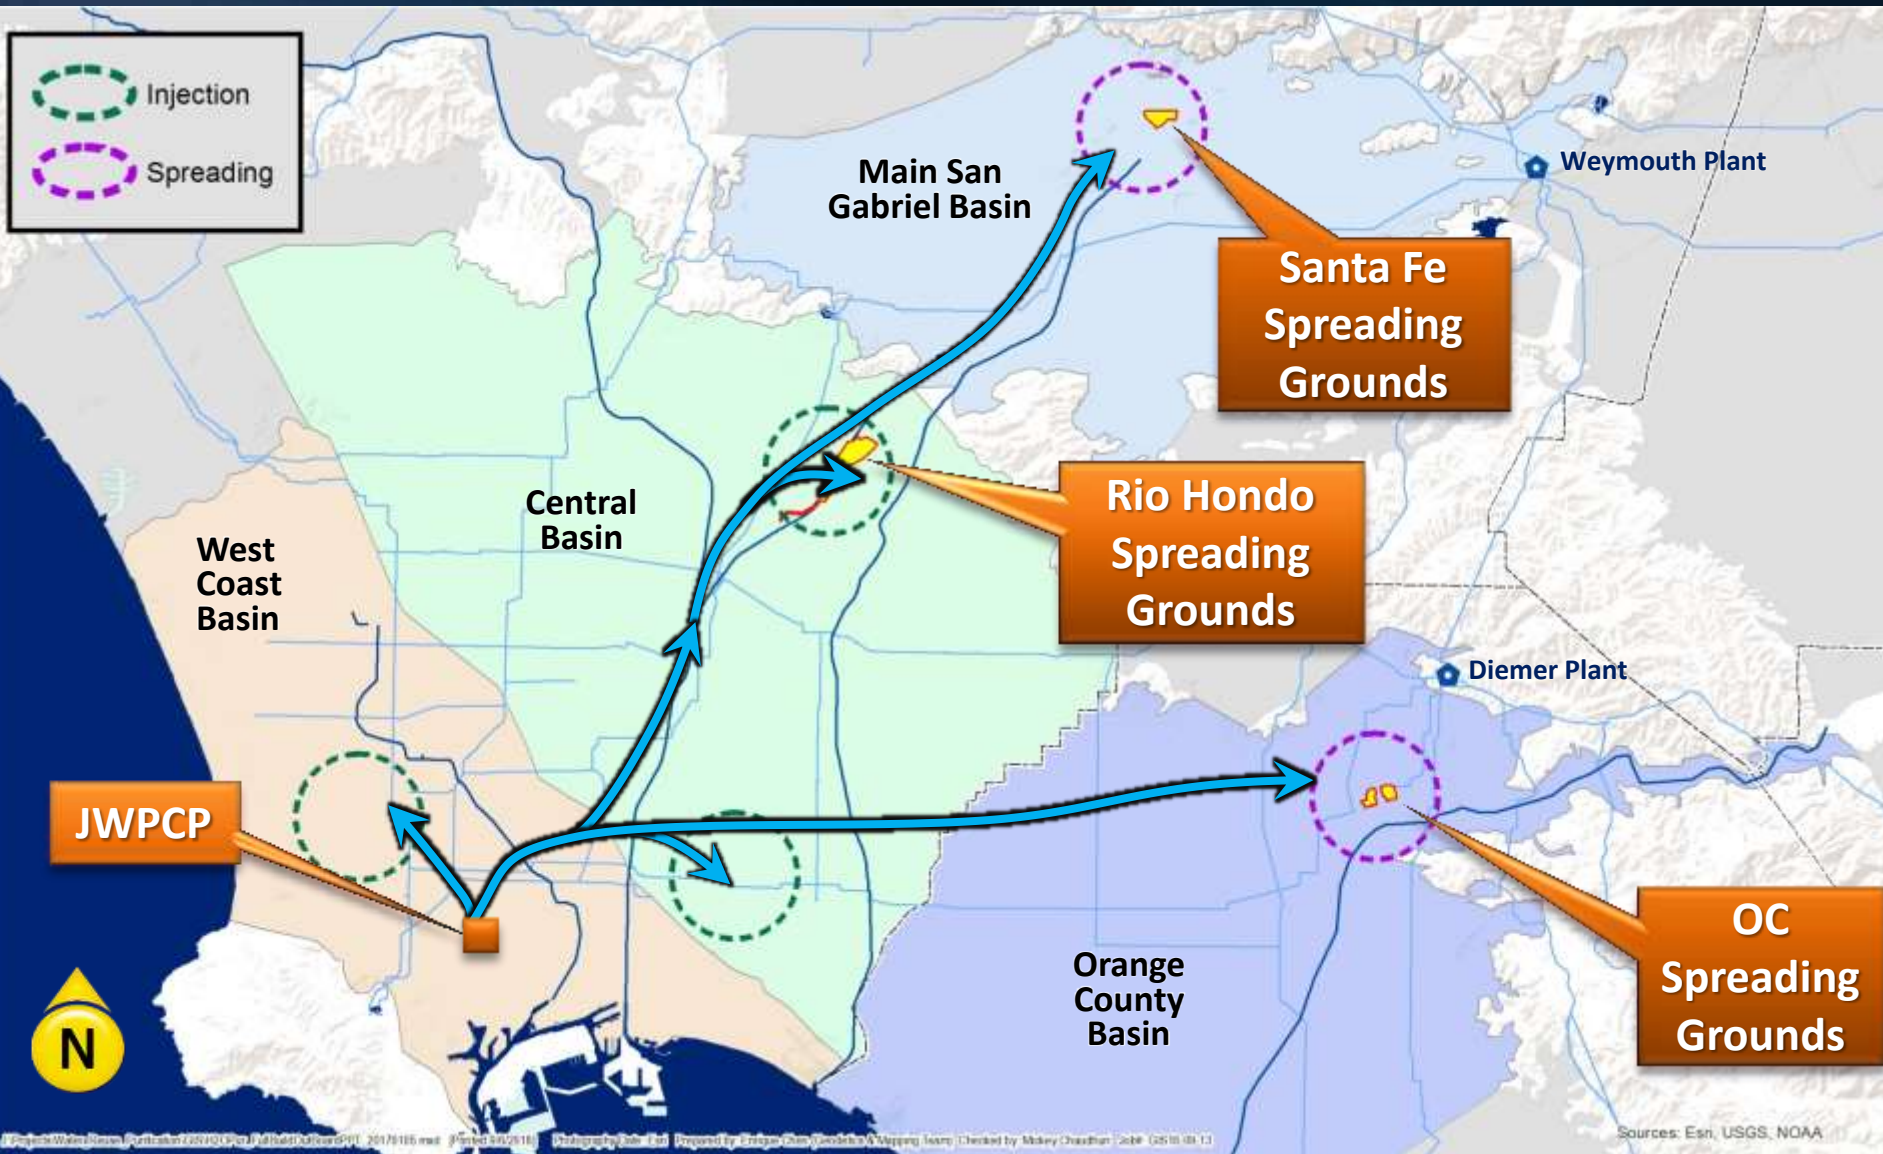 Injection
Spreading
Main San
Gabriel Basin
Weymouth Plant
Santa Fe
Spreading
Grounds
Central
Basin
Rio Hondo
Spreading
Grounds
West
Coast
Basin
Diemer Plant
JWPCP
OC
Spreading
Grounds
Orange
County
Basin
N
Sources: Esri, USGS, NOAA